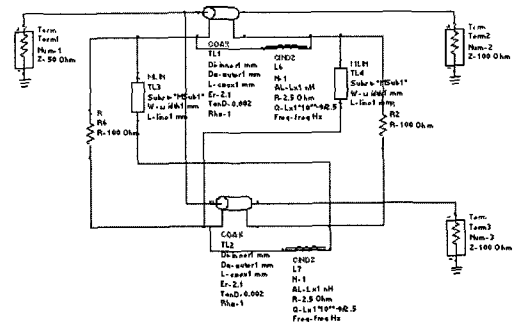 Term
Term1
Num-1
Z-50 Ohm
Term
Term2
Num-2
Z-100 Ohm
COAX
TL1
Di-inner1 mm
Do-outer1 mm
L-coax1 mm
Er-2.1
TanD-0.002
Rho-1
CIND2
L6
N-1
AL-Lx1 nH
R-2.5 Ohm
Freq-freq Hz
MLIN
TL3
Subst-"MSub1"
W-width1 mm
L-line1 mm
MLIN
TL4
Subst-"MSub1"
W-width1 mm
L-line1 mm
R
R6
R-100 Ohm
R2
R-100 Ohm
COAX
TL2
Di-inner1 mm
Do-outer1 mm
L-coax1 mm
Er-2.1
TanD-0.002
Rho-1
CIND2
L7
N-1
AL-Lx1 nH
R-2.5 Ohm
Freq-freq Hz
Term
Term3
Num-3
Z-100 Ohm